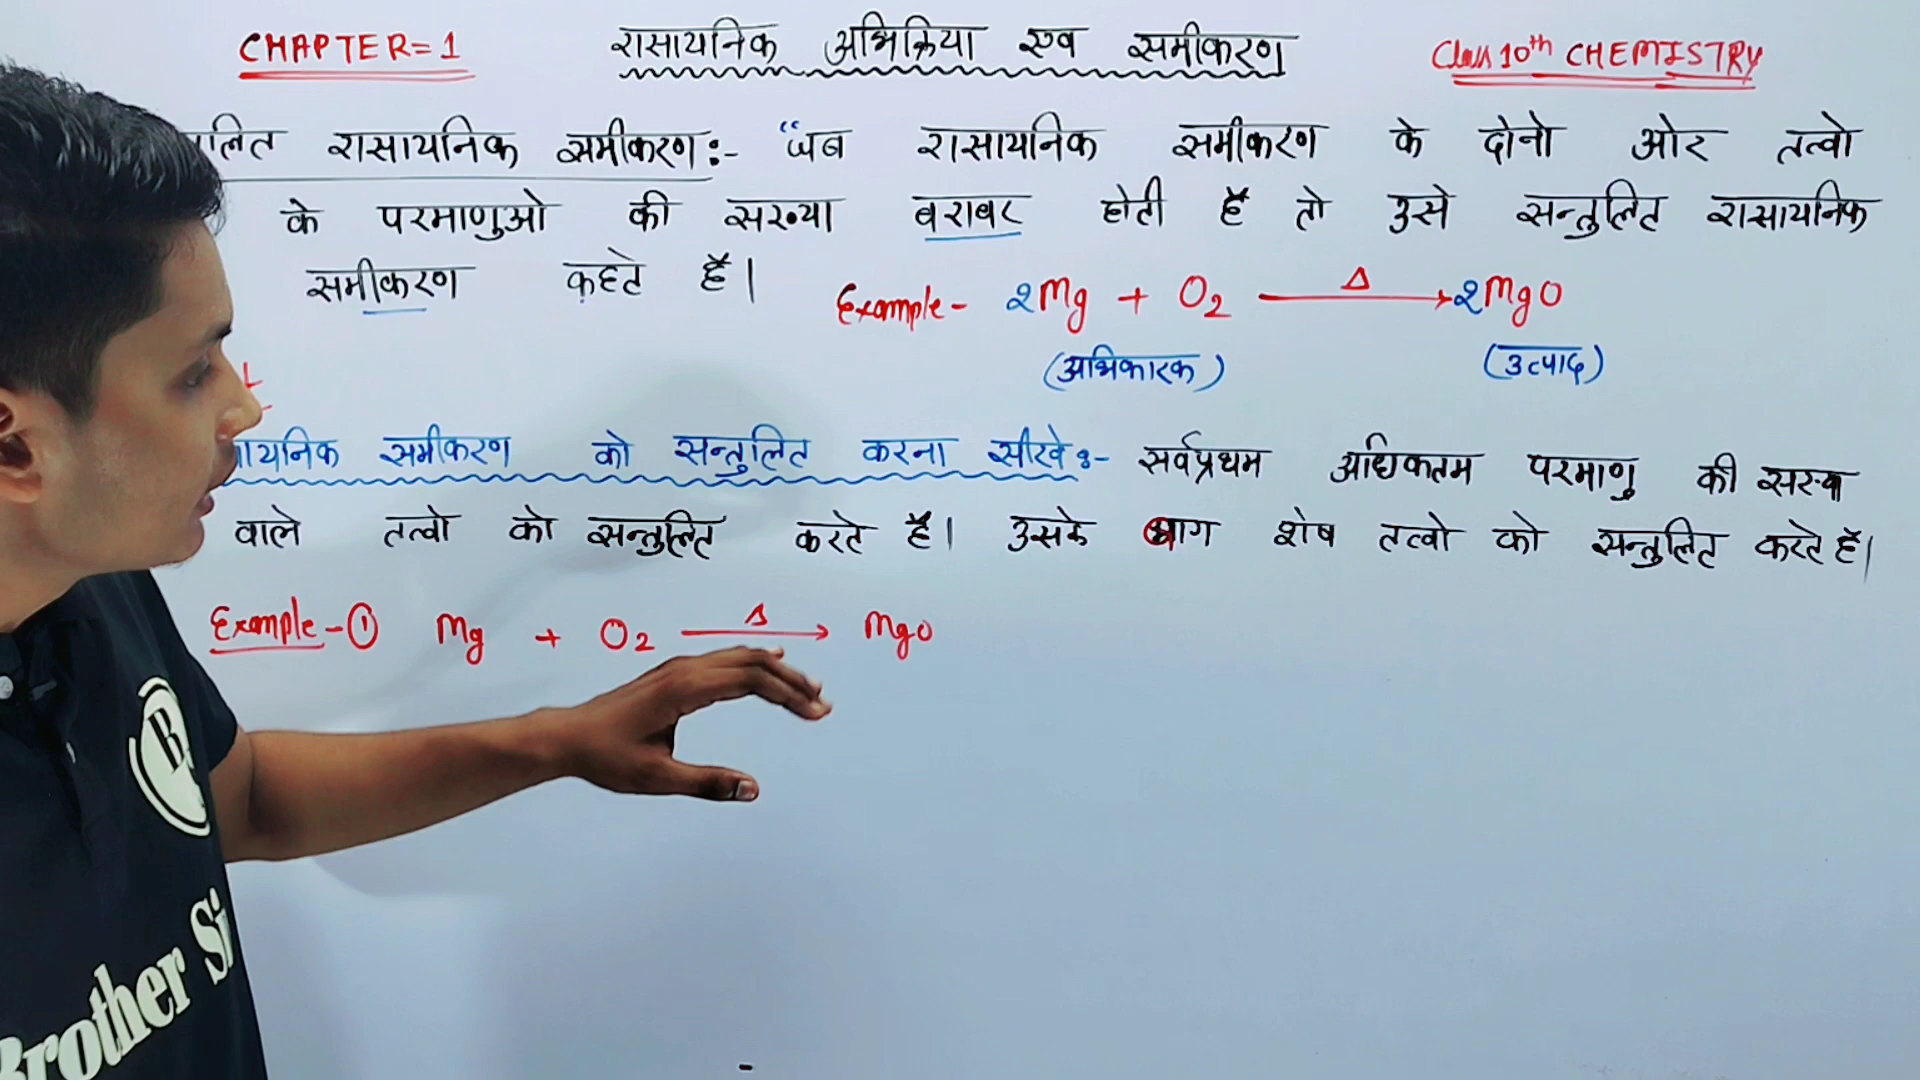 CHAPTER=1 रासायनिक अभिक्रिया एवं समीकरण Class 10th CHEMISTRY
लित रासायनिक समीकरण:- “जब रासायनिक समीकरण के दोनो ओर तत्वो
के परमाणुओ की सख्या बराबर होती है तो उसे सन्तुलित रासायनिक
समीकरण कहते हैं।
Example- 2Mg + O2 →Δ 2MgO
(अभिकारक) (उत्पाद)
ायनिक समीकरण को सन्तुलित करना सीखे:- सर्वप्रथम अधिकतम परमाणु की सख्या
वाले तत्वो को सन्तुलित करते हैं। उसके शेष तत्वो को सन्तुलित करते हैं।
Example-① Mg + O2 →Δ MgO
B
Brother Si